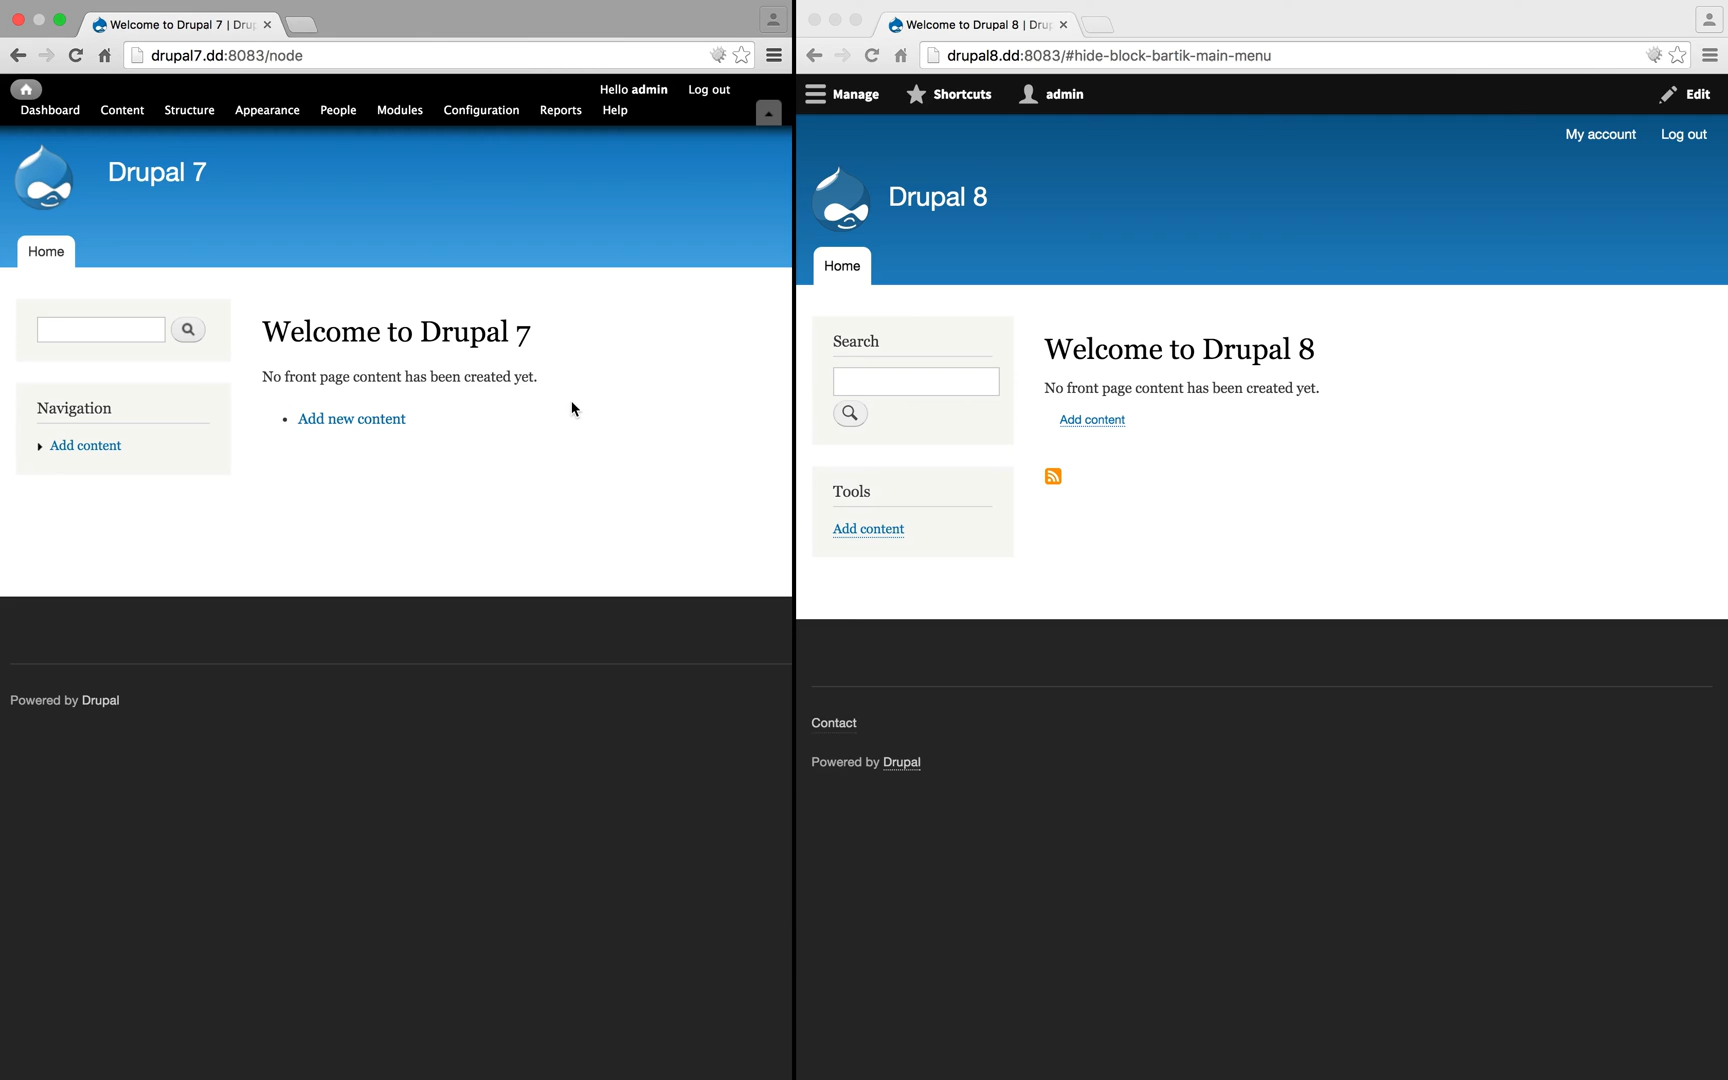 Welcome to Drupal 7 | Dru
drupal7.dd:8083/node
Hello admin Log out
Dashboard Content Structure Appearance People Modules Configuration Reports Help
Drupal 7
Home
Welcome to Drupal 7
No front page content has been created yet.
Add new content
Navigation
Add content
Powered by Drupal
Welcome to Drupal 8 | Dru
drupal8.dd:8083/#hide-block-bartik-main-menu
Manage Shortcuts admin Edit
My account Log out
Drupal 8
Home
Search
Welcome to Drupal 8
No front page content has been created yet.
Add content
Tools
Add content
Contact
Powered by Drupal